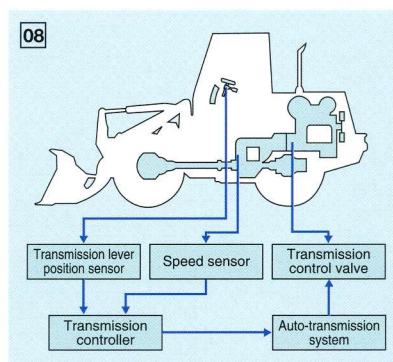 08
Transmission lever
position sensor
Speed sensor
Transmission
control valve
Transmission
controller
Auto-transmission
system